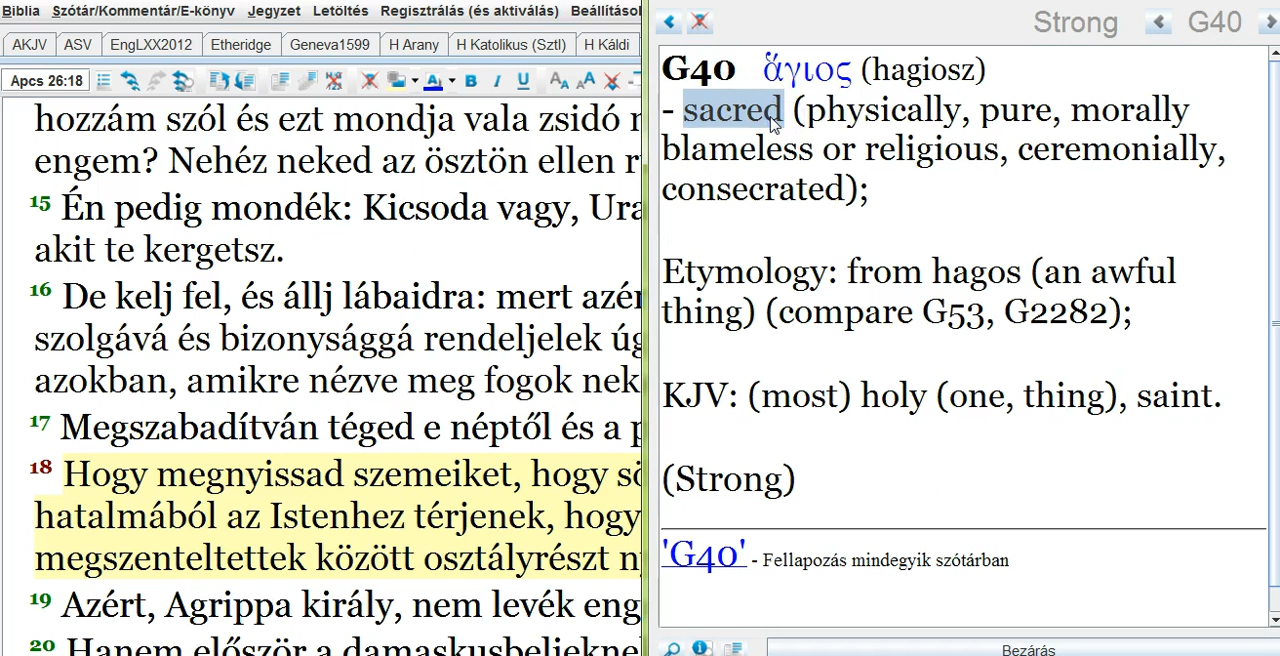 Biblia Szótár/Kommentár/E-könyv Jegyzet Letöltés Regisztrálás (és aktiválás)
AKJV ASV EngLXX2012 Etheridge Geneva1599 H Arany H Katolikus (Sztl) H Káldi
Apcs 26:18
hozzám szól és ezt mondja vala zsidó
engem? Nehéz neked az ösztön ellen
15 Én pedig mondék: Kicsoda vagy,
akit te kergetsz.
16 De kelj fel, és állj lábaidra: mert
szolgává és bizonysággá rendeljelek
azokban, amikre nézve meg fogok
17 Megszabadítván téged e néptől és a
18 Hogy megnyissad szemeiket, hogy
hatalmából az Istenhez térjenek, hogy
megszenteltettek között osztályrészt
19 Azért, Agrippa király, nem levék
20 Hanem először a
Strong G40
G40 ἅγιος (hagiosz)
- sacred (physically, pure, morally
blameless or religious, ceremonially,
consecrated);
Etymology: from hagos (an awful
thing) (compare G53, G2282);
KJV: (most) holy (one, thing), saint.
(Strong)
'G40' - Fellapozás mindegyik szótárban
Bezárás